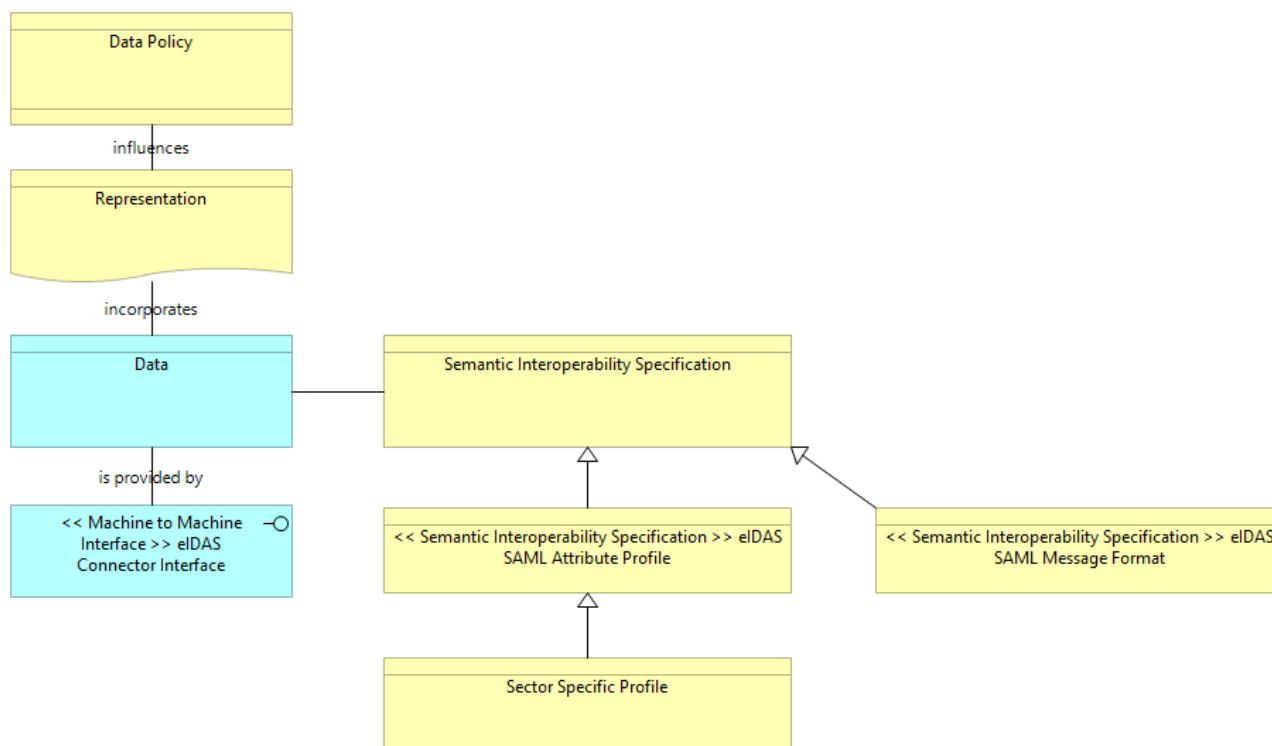 Data Policy
influences
Representation
incorporates
Data
Semantic Interoperability Specification
is provided by
<< Machine to Machine
Interface >> eIDAS
Connector Interface
<< Semantic Interoperability Specification >> eIDAS
SAML Attribute Profile
<< Semantic Interoperability Specification >> eIDAS
SAML Message Format
Sector Specific Profile